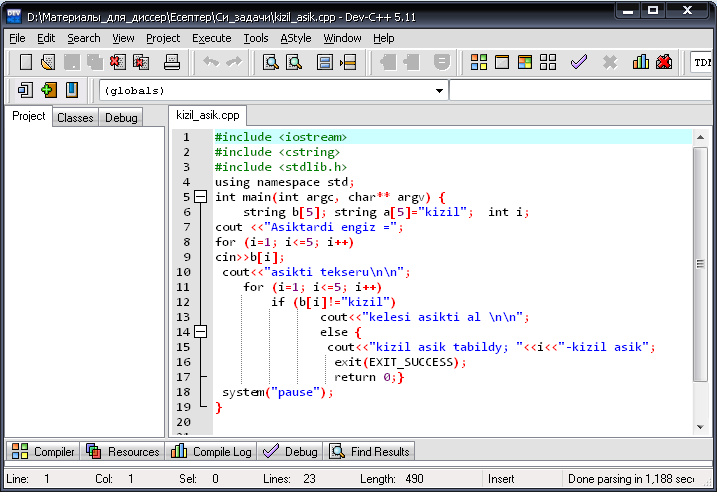 D:\Материалы_для_диссер\Есептер\Си_задачи\kizil_asik.cpp - Dev-C++ 5.11
File Edit Search View Project Execute Tools AStyle Window Help
TDM
(globals)
Project Classes Debug kizil_asik.cpp
1 #include <iostream>
2 #include <cstring>
3 #include <stdlib.h>
4 using namespace std;
5 int main(int argc, char** argv) {
6 string b[5]; string a[5]="kizil"; int i;
7 cout <<"Asiktardi engiz =";
8 for (i=1; i<=5; i++)
9 cin>>b[i];
10 cout<<"asikti tekseru\n\n";
11 for (i=1; i<=5; i++)
12 if (b[i]!="kizil")
13 cout<<"kelesi asikti al \n\n";
14 else {
15 cout<<"kizil asik tabildy; "<<i<<"-kizil asik";
16 exit(EXIT_SUCCESS);
17 return 0;}
18 system("pause");
19 }
20
21
Compiler Resources Compile Log Debug Find Results
Line: 1 Col: 1 Sel: 0 Lines: 23 Length: 490 Insert Done parsing in 1,188 seco